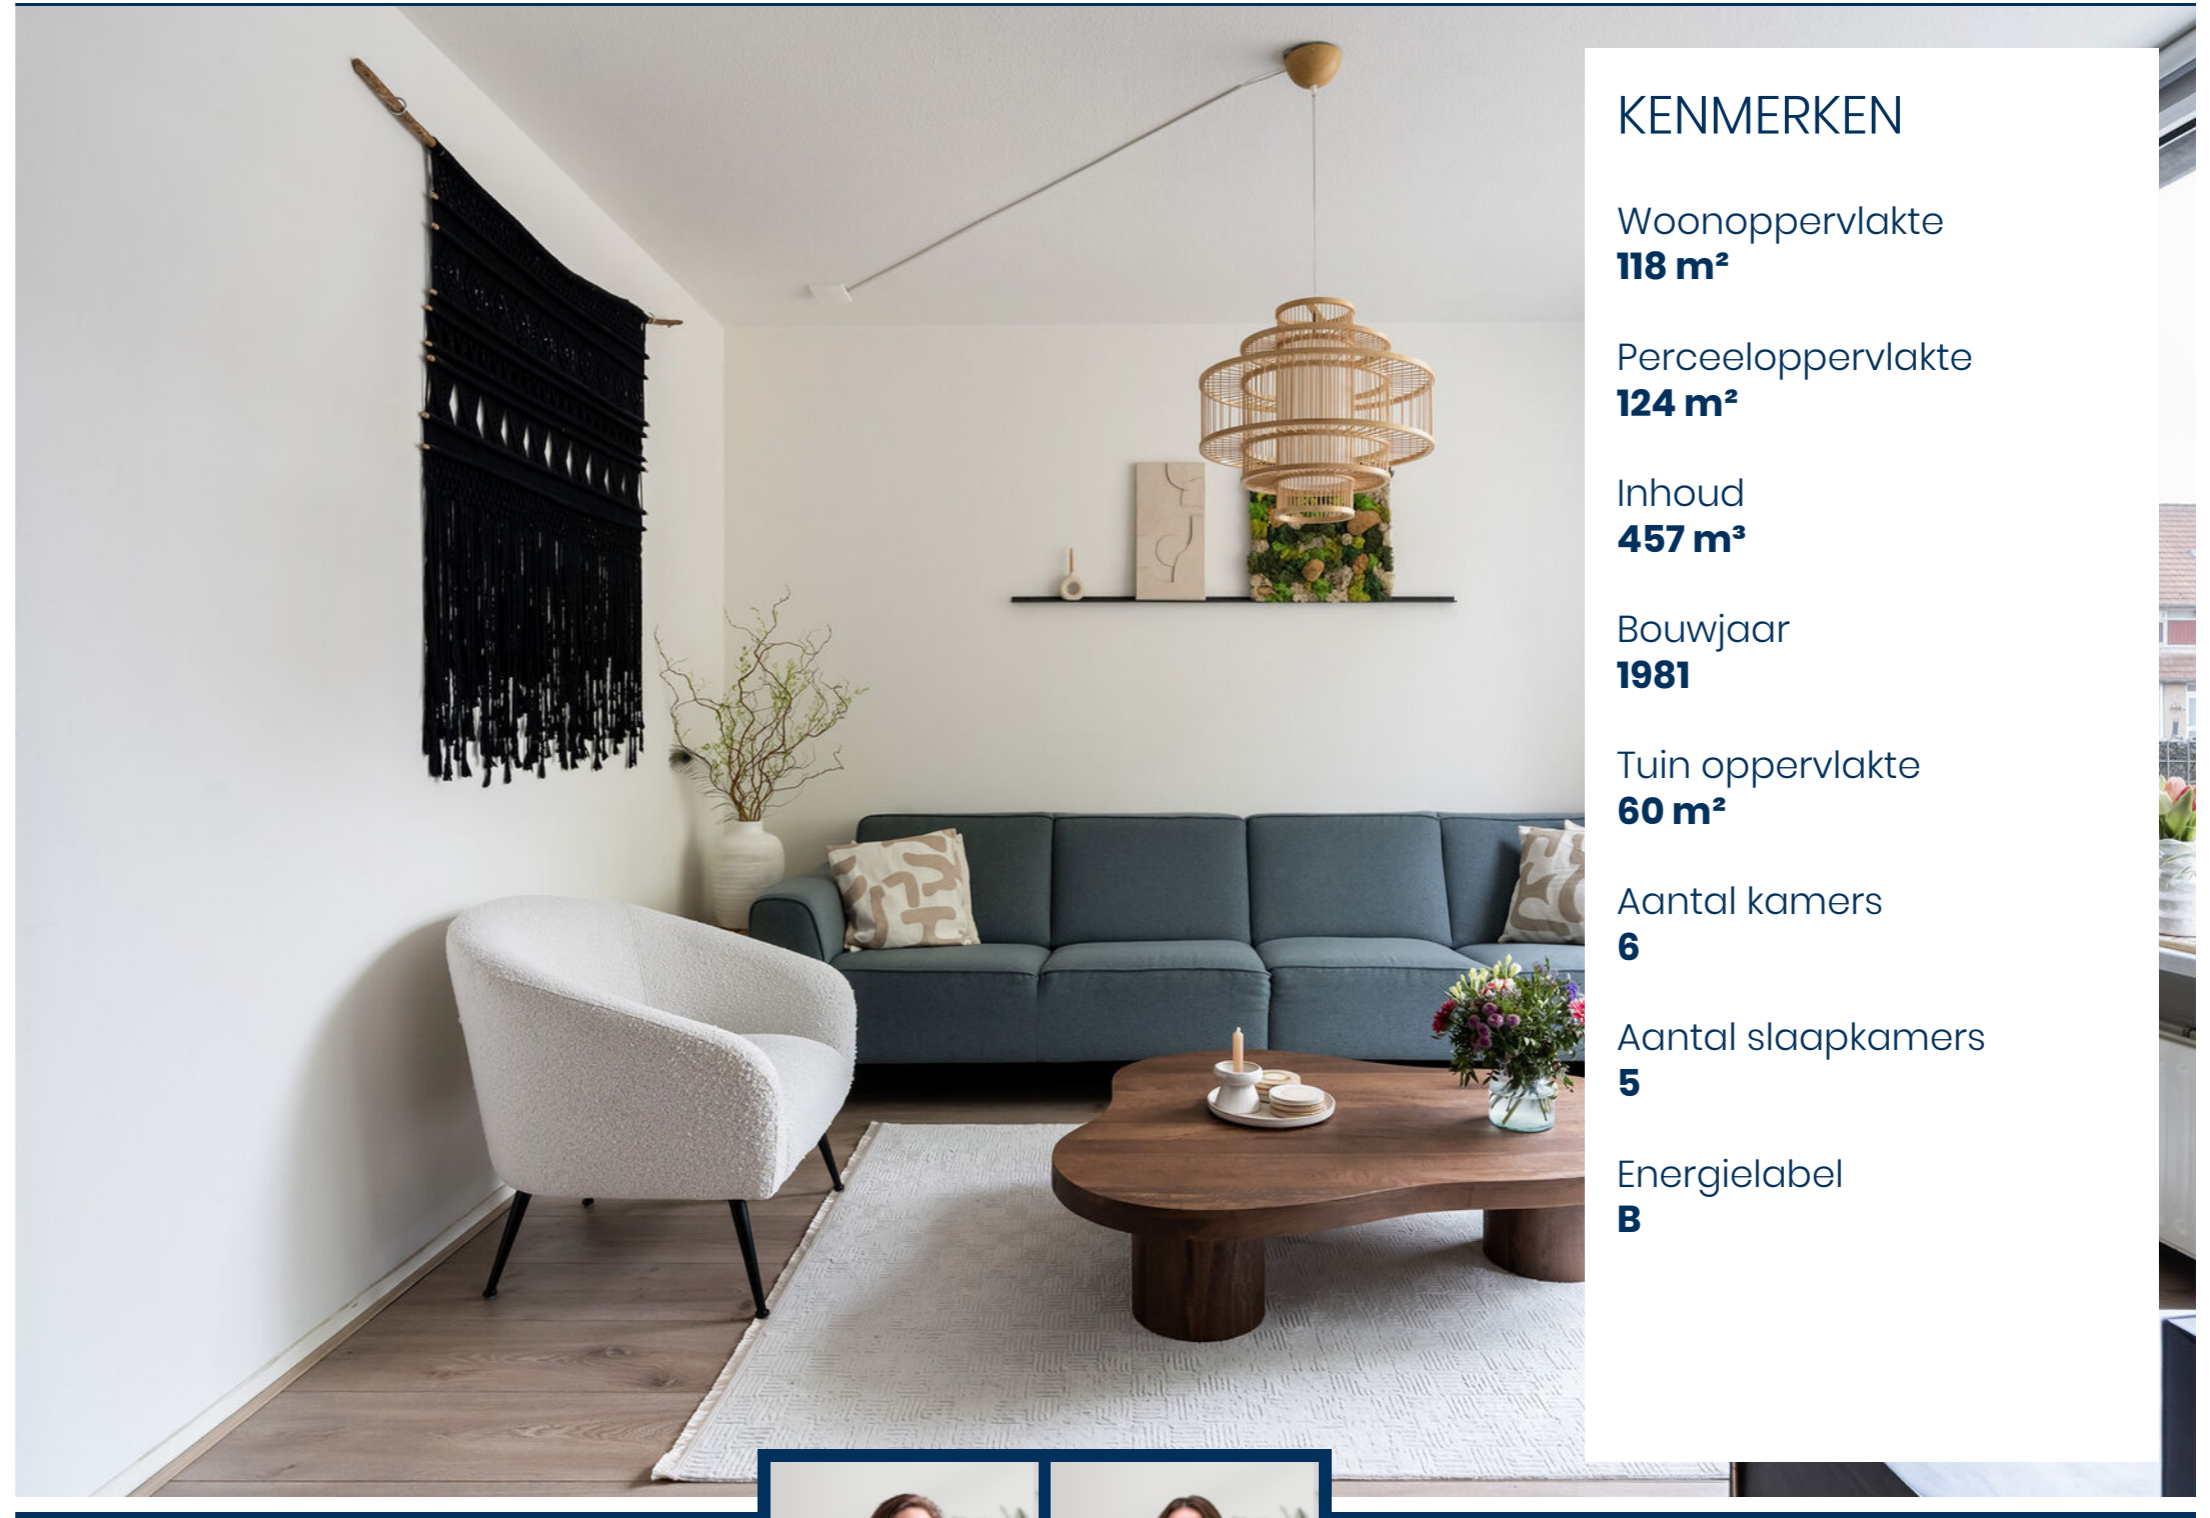 KENMERKEN
Woonoppervlakte
118 m²
Perceeloppervlakte
124 m²
Inhoud
457 m³
Bouwjaar
1981
Tuin oppervlakte
60 m²
Aantal kamers
6
Aantal slaapkamers
5
Energielabel
B